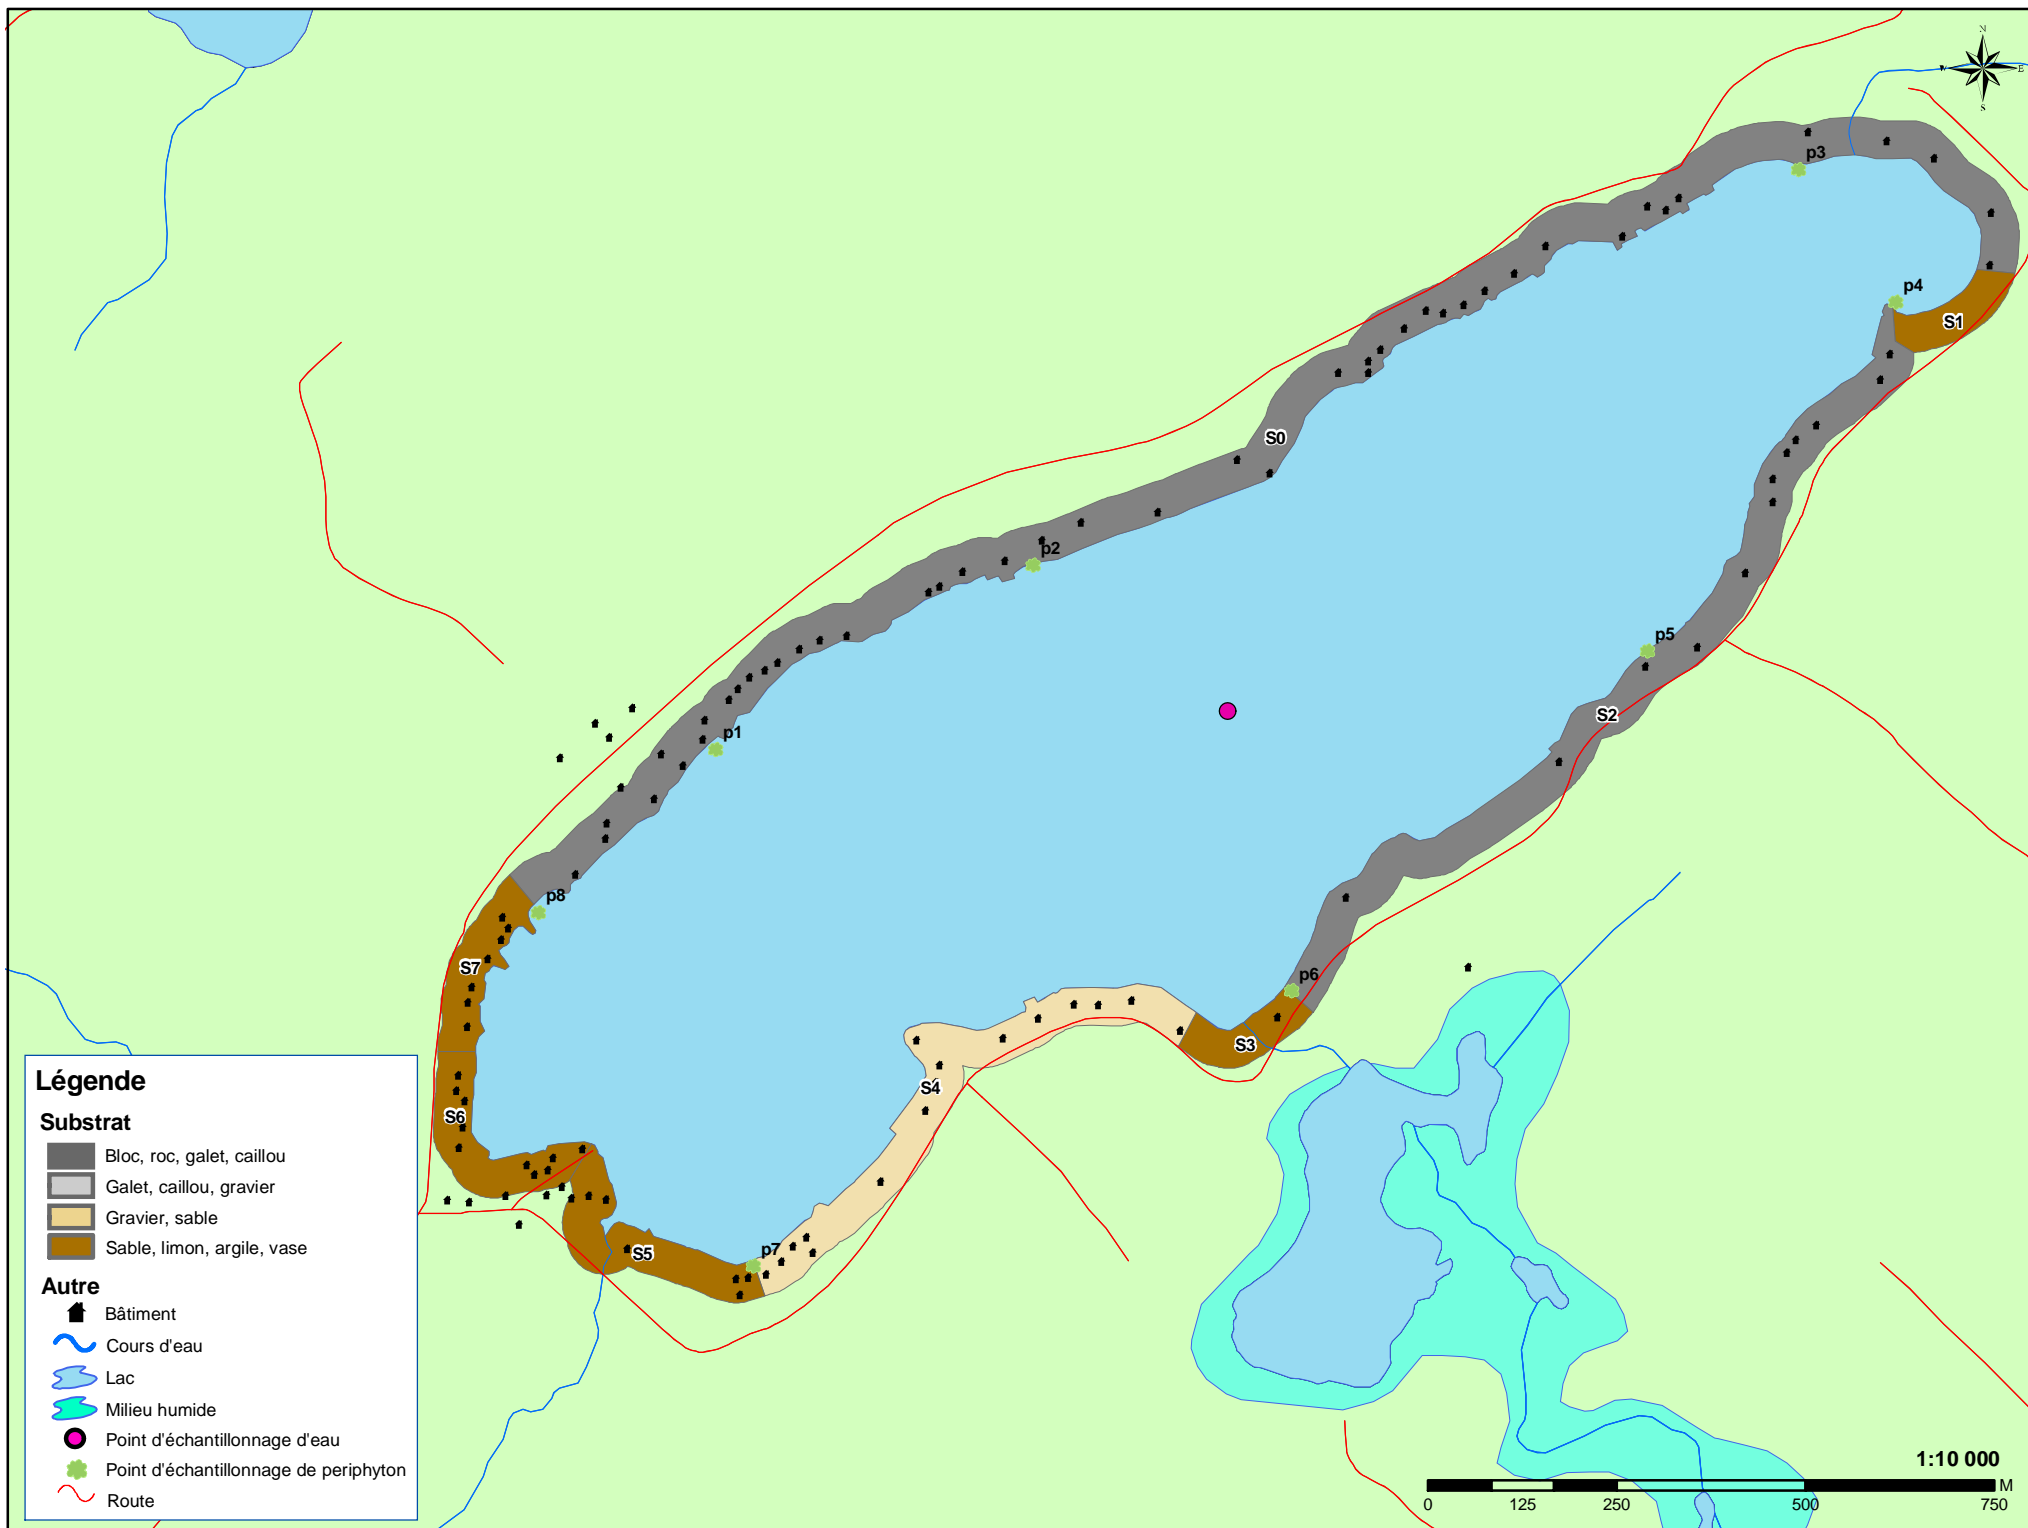 N
W
E
S
p3
p4
S1
S0
p2
p5
S2
p1
p8
S7
p6
S3
S4
S6
S5
p7
Légende
Substrat
Bloc, roc, galet, caillou
Galet, caillou, gravier
Gravier, sable
Sable, limon, argile, vase
Autre
Bâtiment
Cours d'eau
Lac
Milieu humide
Point d'échantillonnage d'eau
Point d'échantillonnage de periphyton
Route
1:10 000
M
0 125 250 500 750